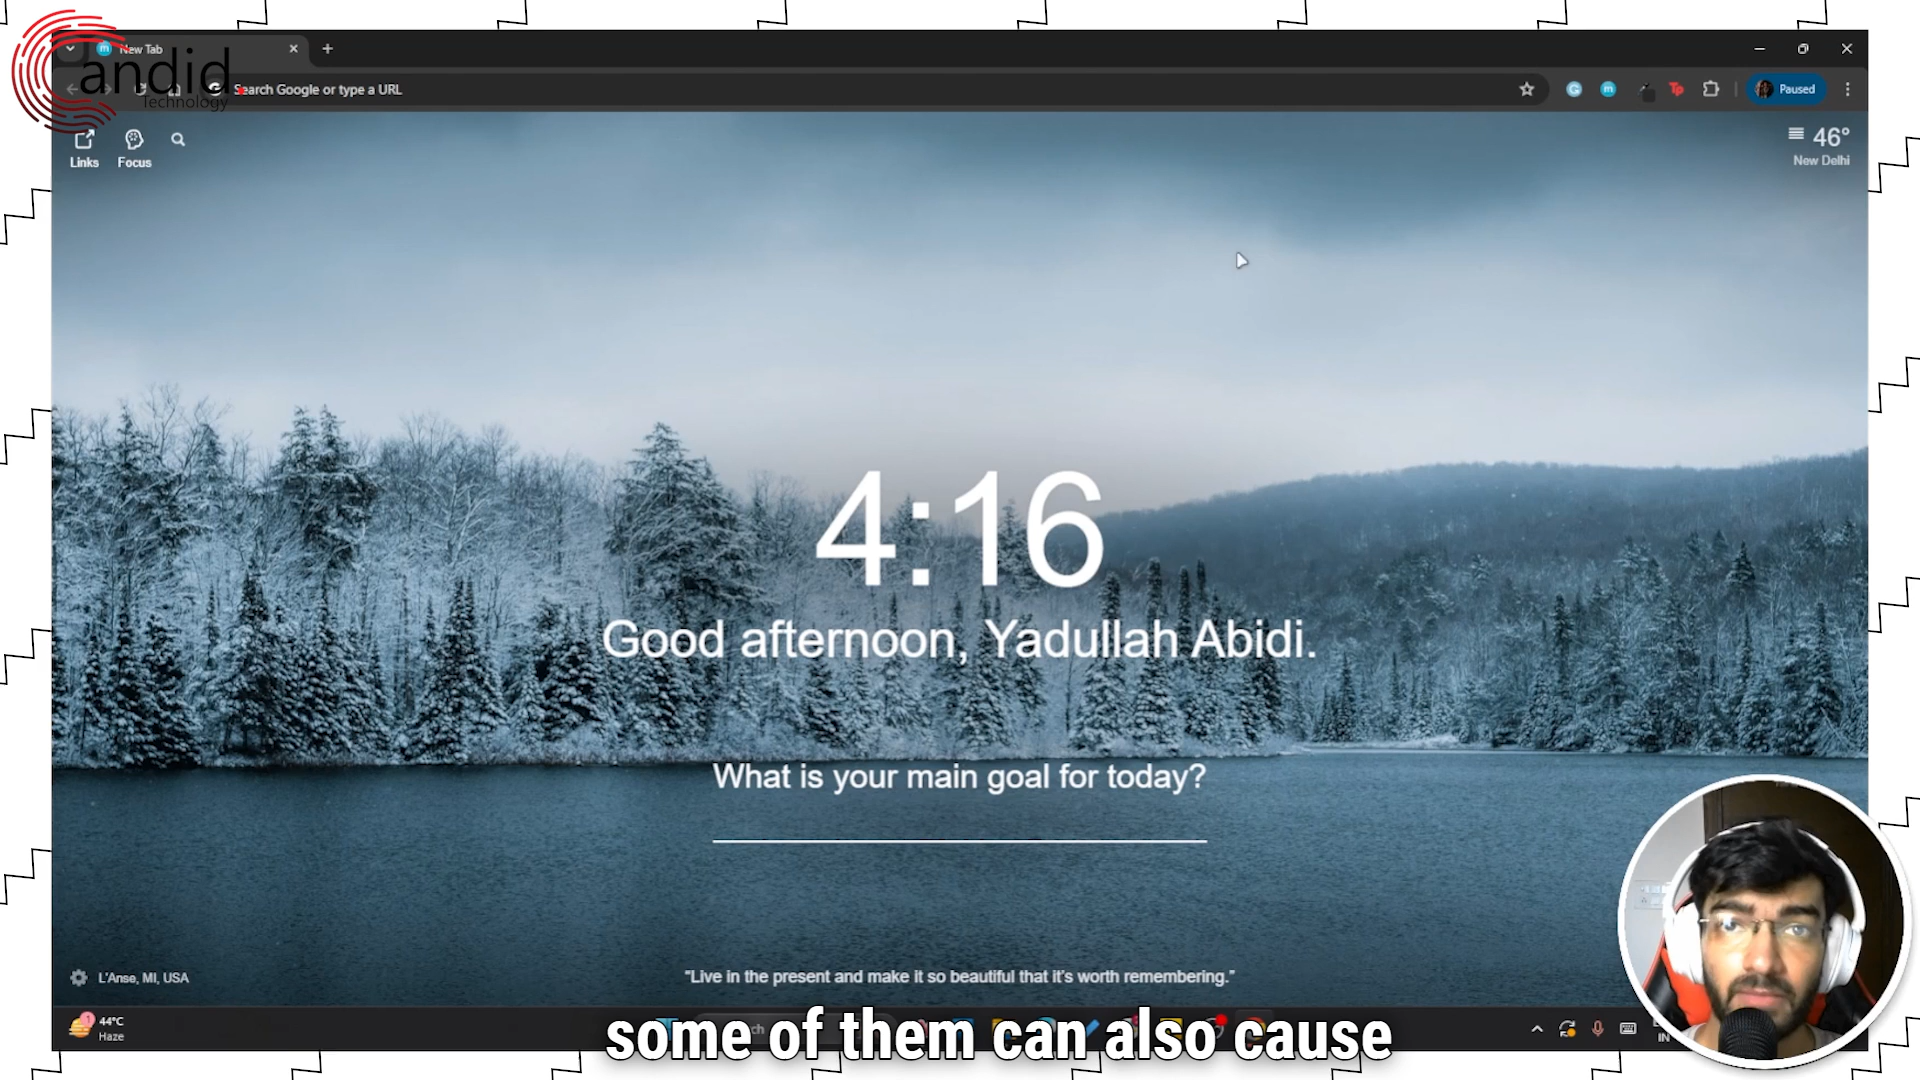 andid
Technology
New Tab
Search Google or type a URL
Paused
Links
Focus
46°
New Delhi
4:16
Good afternoon, Yadullah Abidi.
What is your main goal for today?
L'Anse, MI, USA
"Live in the present and make it so beautiful that it's worth remembering."
1
44°C
Haze
some of them can also cause
IN